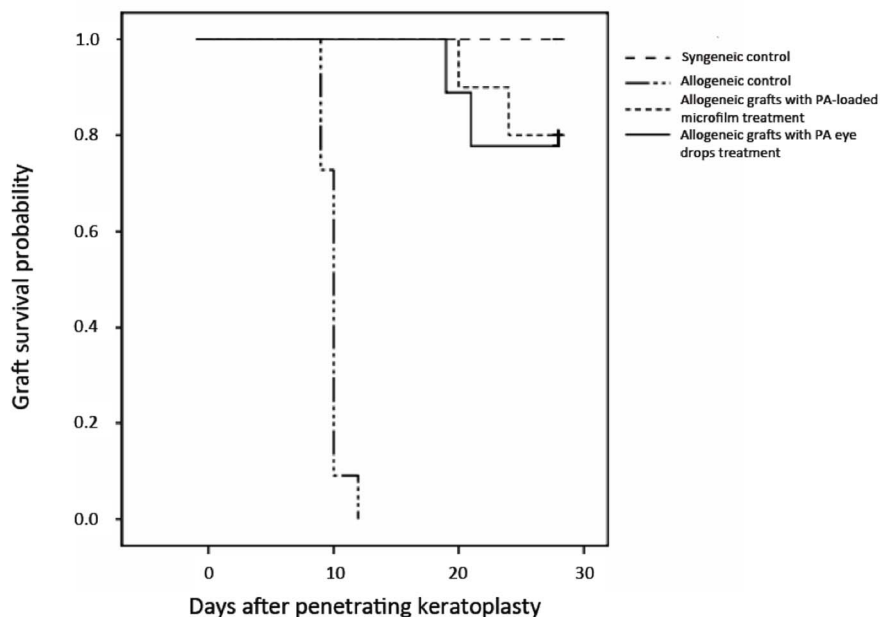 1.0
0.8
0.6
0.4
0.2
0.0
Graft survival probability
0 10 20 30
Days after penetrating keratoplasty
Syngeneic control
Allogeneic control
Allogeneic grafts with PA-loaded
microfilm treatment
Allogeneic grafts with PA eye
drops treatment